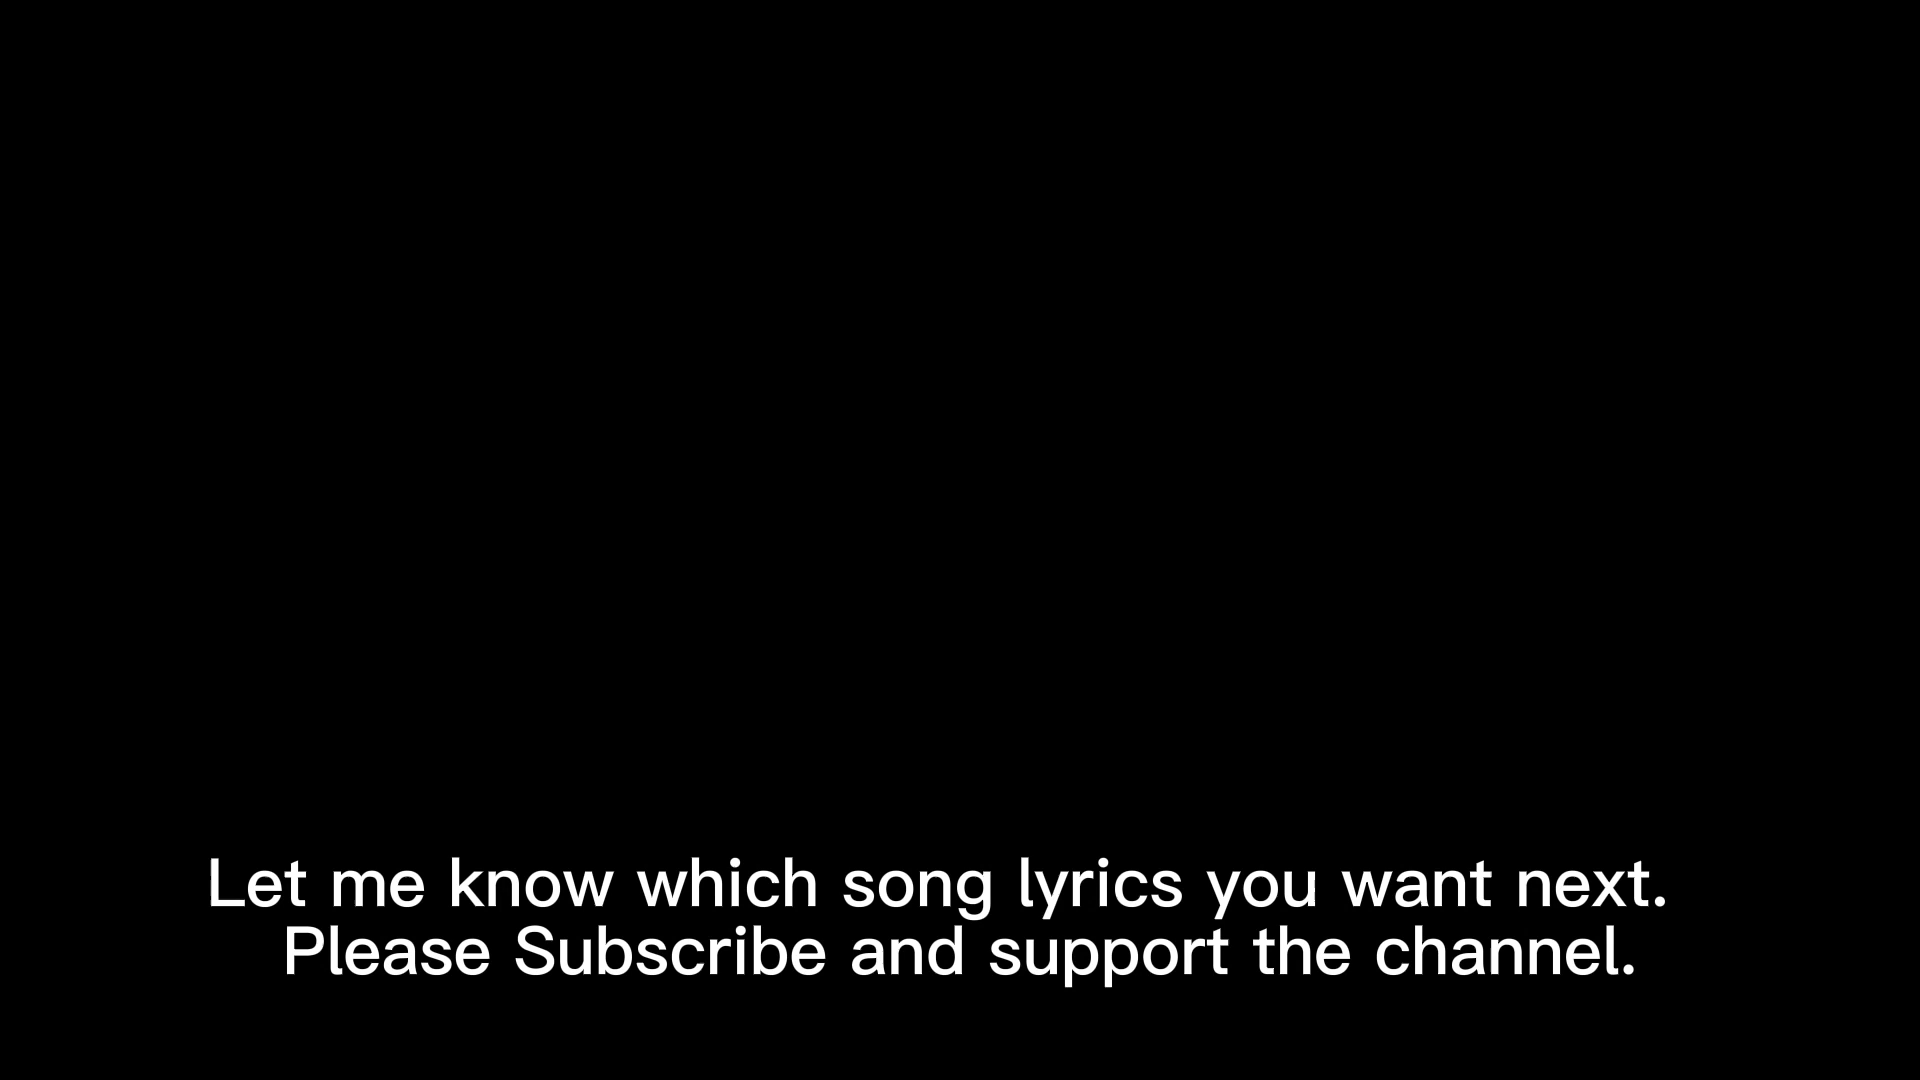 Let me know which song lyrics you want next.
Please Subscribe and support the channel.